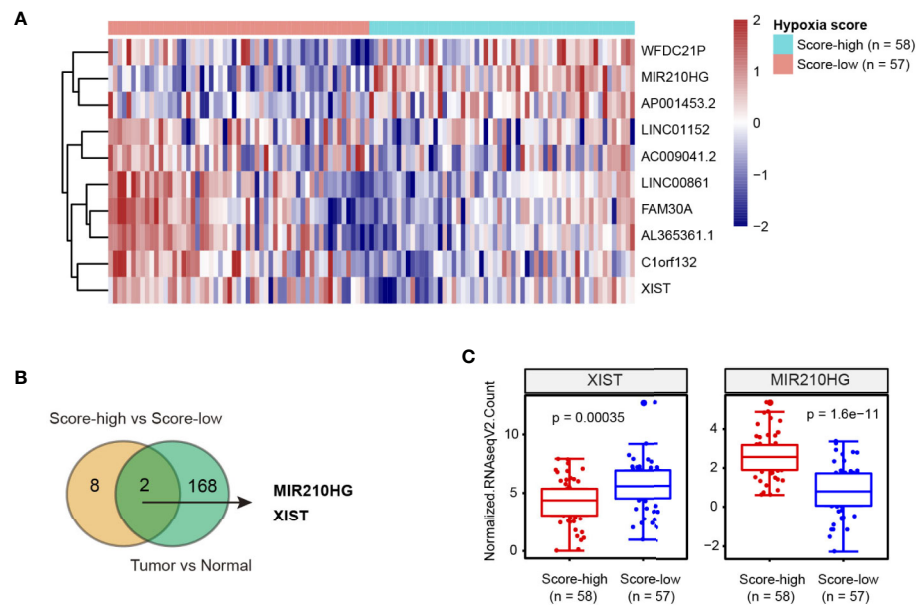 A
2
1
0
−1
−2
Hypoxia score
Score-high (n = 58)
Score-low (n = 57)
WFDC21P
MIR210HG
AP001453.2
LINC01152
AC009041.2
LINC00861
FAM30A
AL365361.1
C1orf132
XIST
B
Score-high vs Score-low
8
2
168
MIR210HG
XIST
Tumor vs Normal
C
XIST
MIR210HG
Normalized.RNAseqV2.Count
p = 0.00035
10
5
0
p = 1.6e−11
4
2
0
−2
Score-high
(n = 58)
Score-low
(n = 57)
Score-high
(n = 58)
Score-low
(n = 57)